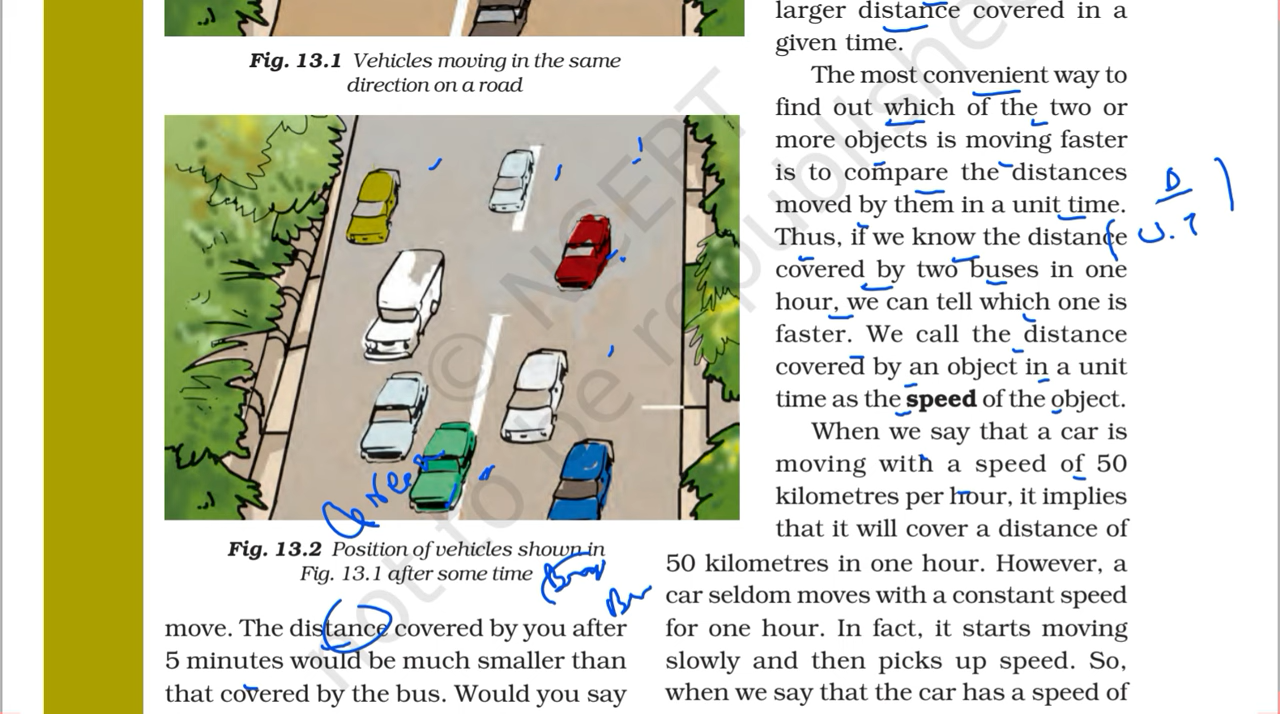 Fig. 13.1 Vehicles moving in the same
direction on a road
Green
Fig. 13.2 Position of vehicles shown in
Fig. 13.1 after some time
move. The distance covered by you after
5 minutes would be much smaller than
that covered by the bus. Would you say
larger distance covered in a
given time.
The most convenient way to
find out which of the two or
more objects is moving faster
is to compare the distances
moved by them in a unit time.
Thus, if we know the distance
covered by two buses in one
hour, we can tell which one is
faster. We call the distance
covered by an object in a unit
time as the speed of the object.
When we say that a car is
moving with a speed of 50
kilometres per hour, it implies
that it will cover a distance of
50 kilometres in one hour. However, a
car seldom moves with a constant speed
for one hour. In fact, it starts moving
slowly and then picks up speed. So,
when we say that the car has a speed of
D
U.T
© NCERT
not to be republished